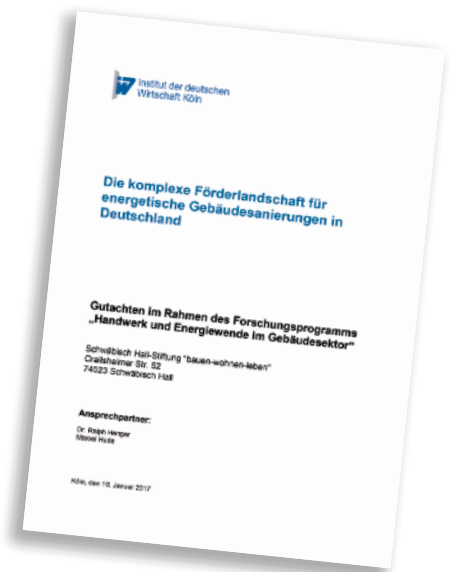 Institut der deutschen
Wirtschaft Köln
Die komplexe Förderlandschaft für
energetische Gebäudesanierungen in
Deutschland
Gutachten im Rahmen des Forschungsprogramms
„Handwerk und Energiewende im Gebäudesektor“
Schwäbisch Hall-Stiftung "bauen-wohnen-leben"
Crailsheimer Str. 52
74523 Schwäbisch Hall
Ansprechpartner:
Dr. Ralph Henger
Köln, den 10. Januar 2017